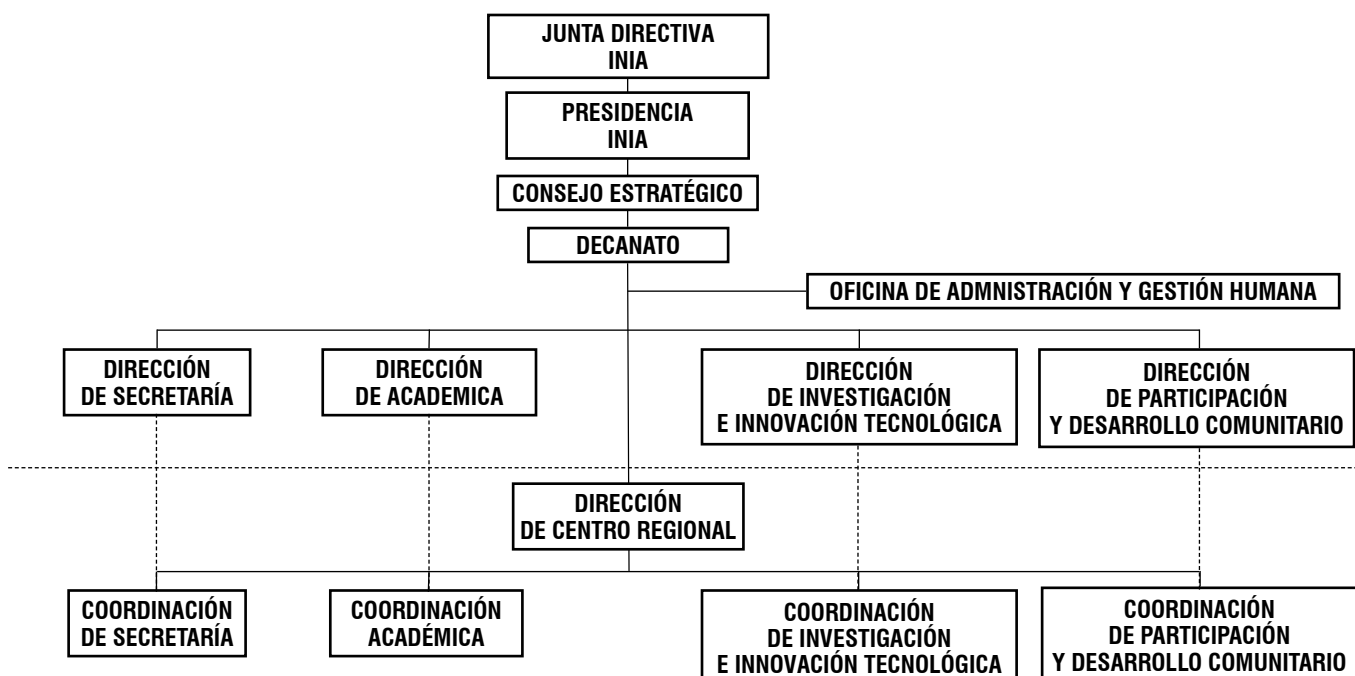 JUNTA DIRECTIVA
INIA
PRESIDENCIA
INIA
CONSEJO ESTRATÉGICO
DECANATO
OFICINA DE ADMNISTRACIÓN Y GESTIÓN HUMANA
DIRECCIÓN
DE SECRETARÍA
DIRECCIÓN
DE ACADEMICA
DIRECCIÓN
DE INVESTIGACIÓN
E INNOVACIÓN TECNOLÓGICA
DIRECCIÓN
DE PARTICIPACIÓN
Y DESARROLLO COMUNITARIO
DIRECCIÓN
DE CENTRO REGIONAL
COORDINACIÓN
DE SECRETARÍA
COORDINACIÓN
ACADÉMICA
COORDINACIÓN
DE INVESTIGACIÓN
E INNOVACIÓN TECNOLÓGICA
COORDINACIÓN
DE PARTICIPACIÓN
Y DESARROLLO COMUNITARIO